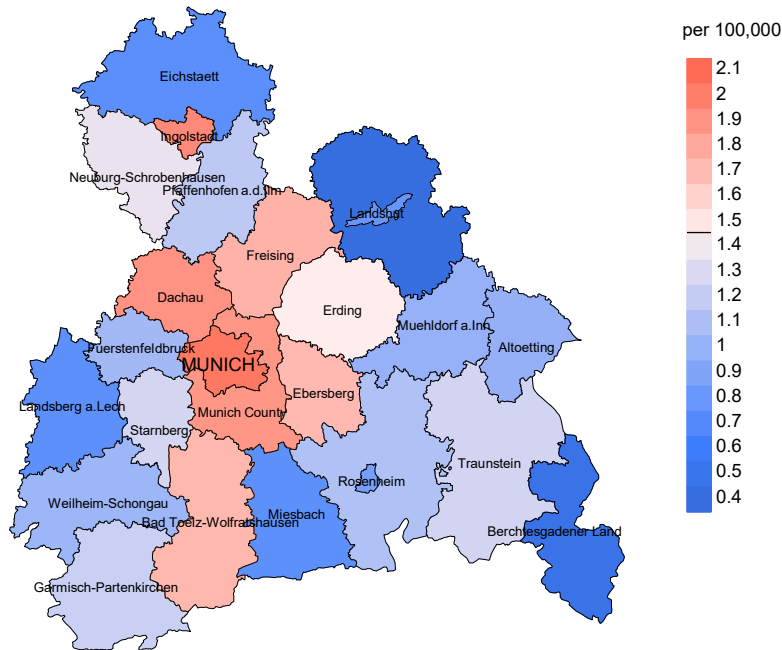 per 100,000
2.1
2
1.9
1.8
1.7
1.6
1.5
1.4
1.3
1.2
1.1
1
0.9
0.8
0.7
0.6
0.5
0.4
Eichstaett
Ingolstadt
Neuburg-Schrobenhausen
Pfaffenhofen a.d.Ilm
Landshut
Freising
Dachau
Erding
Muehldorf a.Inn
Fuerstenfeldbruck
Altoetting
MUNICH
Ebersberg
Landsberg a.Lech
Munich County
Starnberg
Traunstein
Rosenheim
Weilheim-Schongau
Miesbach
Bad Toelz-Wolfratshausen
Berchtesgadener Land
Garmisch-Partenkirchen